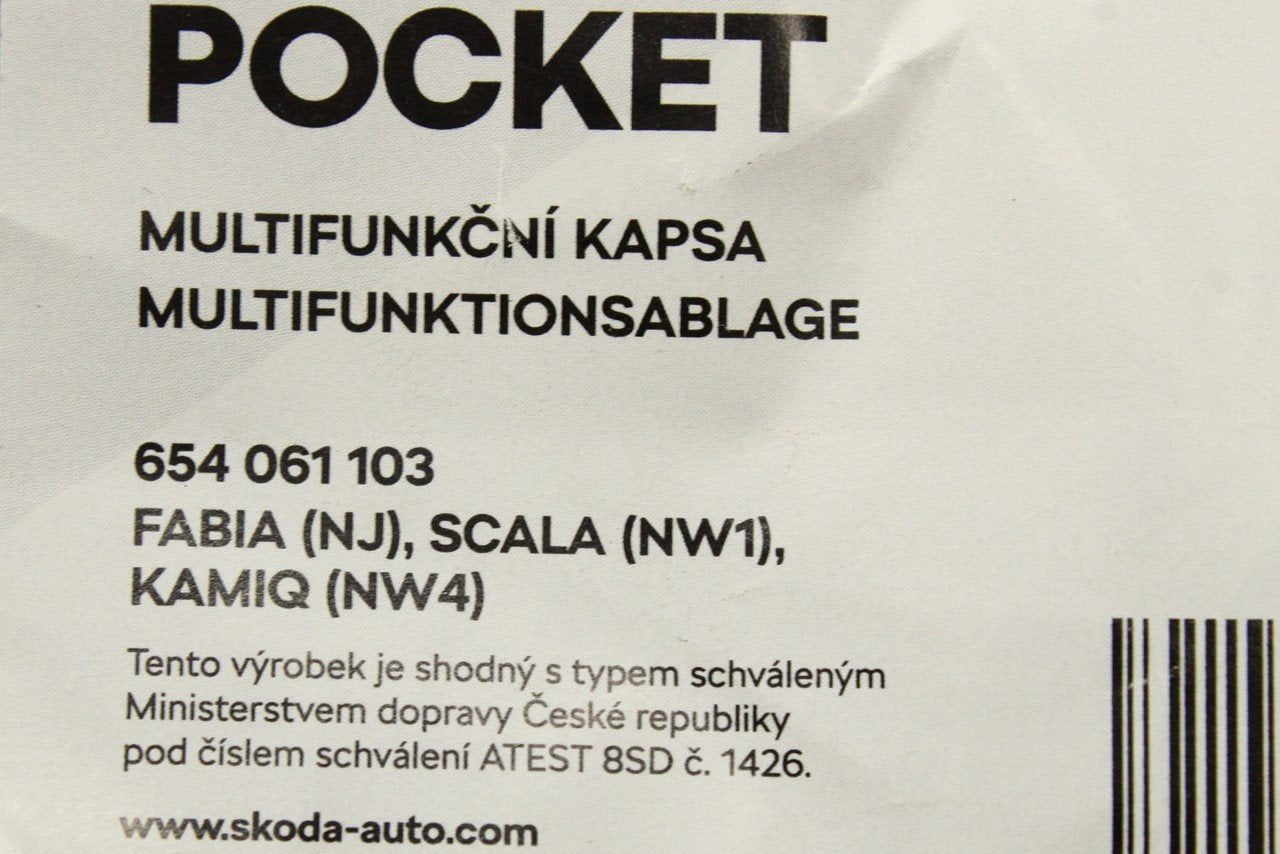 POCKET
MULTIFUNKČNÍ KAPSA
MULTIFUNKTIONSABLAGE
654 061 103
FABIA (NJ), SCALA (NW1),
KAMIQ (NW4)
Tento výrobek je shodný s typem schváleným
Ministerstvem dopravy České republiky
pod číslem schválení ATEST 8SD č. 1426.
www.skoda-auto.com